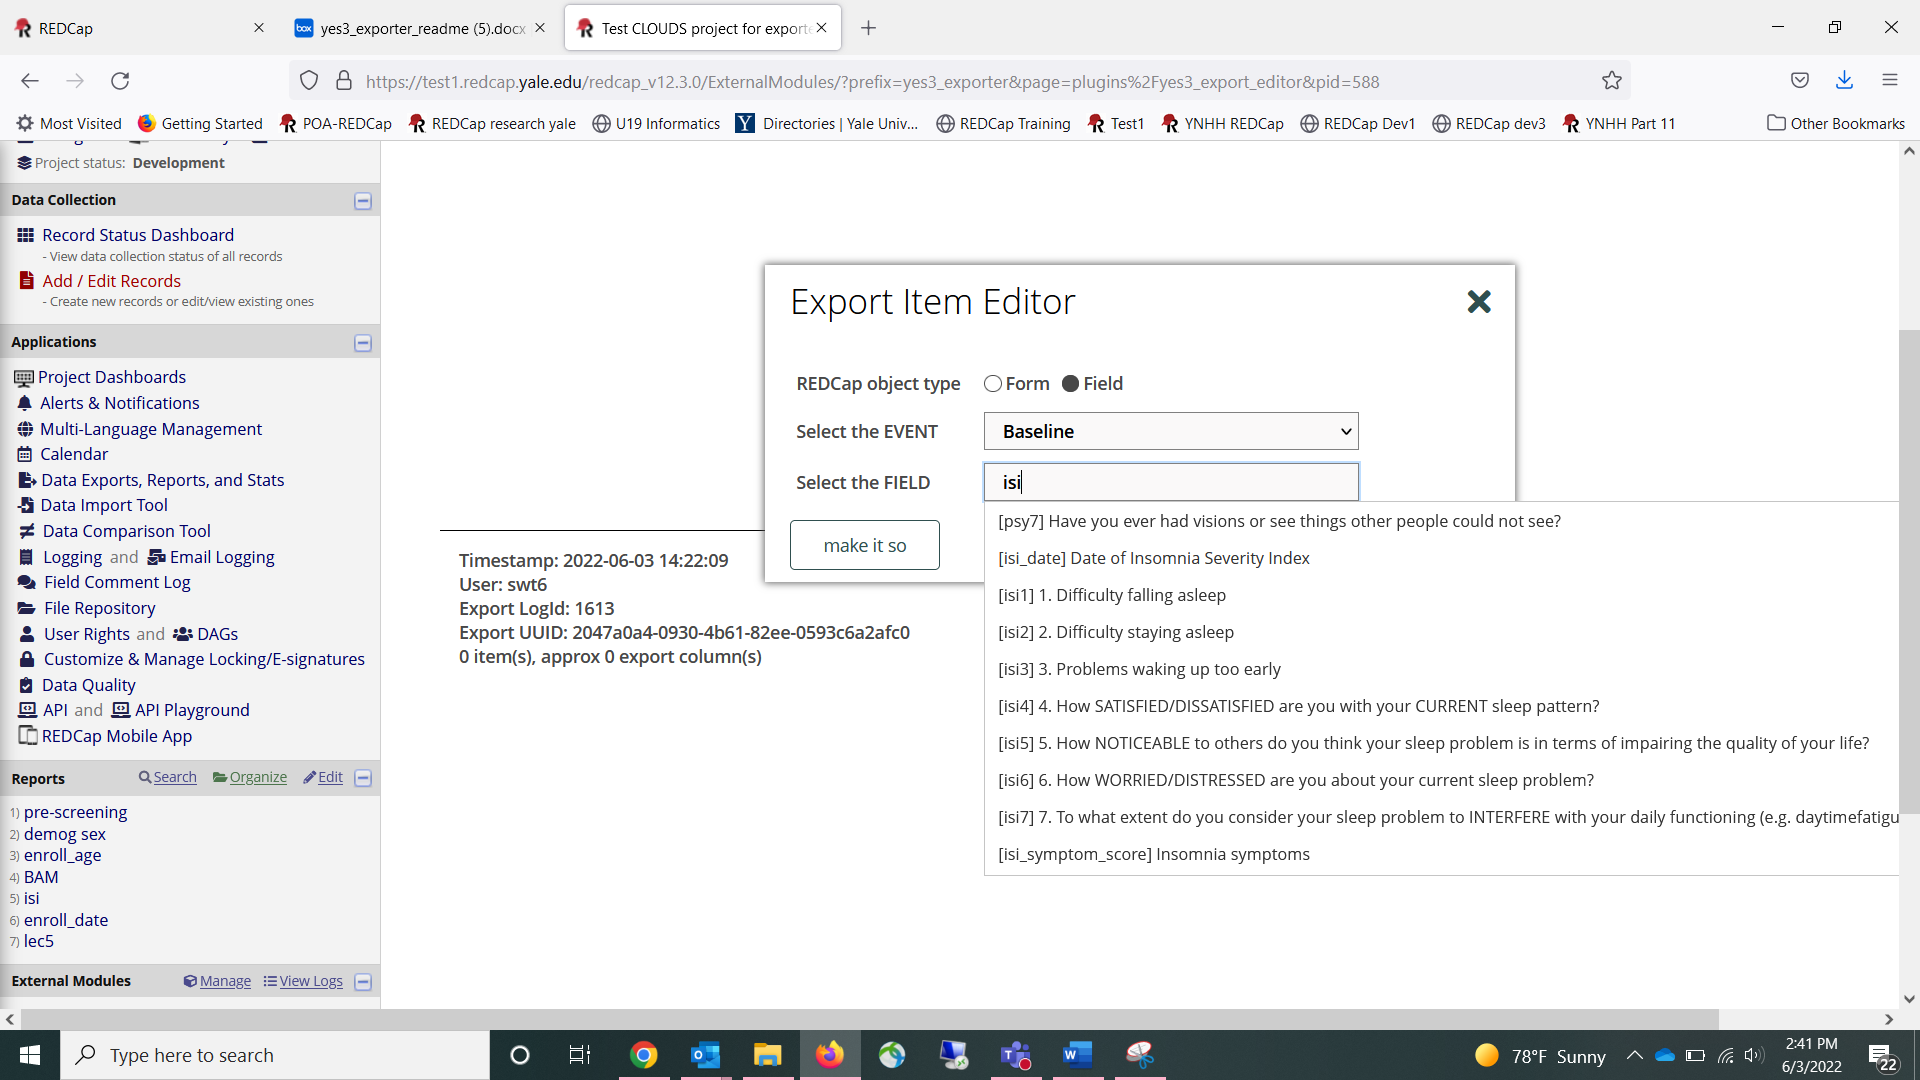 REDCap
yes3_exporter_readme (5).docx
Test CLOUDS project for exporte
https://test1.redcap.yale.edu/redcap_v12.3.0/ExternalModules/?prefix=yes3_exporter&page=plugins%2Fyes3_export_editor&pid=588
Most Visited Getting Started POA-REDCap REDCap research yale U19 Informatics Directories | Yale Univ... REDCap Training Test1 YNHH REDCap REDCap Dev1 REDCap dev3 YNHH Part 11 Other Bookmarks
Project status: Development
Data Collection
Record Status Dashboard
- View data collection status of all records
Add / Edit Records
- Create new records or edit/view existing ones
Applications
Project Dashboards
Alerts & Notifications
Multi-Language Management
Calendar
Data Exports, Reports, and Stats
Data Import Tool
Data Comparison Tool
Logging and Email Logging
Field Comment Log
File Repository
User Rights and DAGs
Customize & Manage Locking/E-signatures
Data Quality
API and API Playground
REDCap Mobile App
Reports Search Organize Edit
1) pre-screening
2) demog sex
3) enroll_age
4) BAM
5) isi
6) enroll_date
7) lec5
External Modules Manage View Logs
Export Item Editor
REDCap object type Form Field
Select the EVENT Baseline
Select the FIELD isi
make it so
[psy7] Have you ever had visions or see things other people could not see?
[isi_date] Date of Insomnia Severity Index
[isi1] 1. Difficulty falling asleep
[isi2] 2. Difficulty staying asleep
[isi3] 3. Problems waking up too early
[isi4] 4. How SATISFIED/DISSATISFIED are you with your CURRENT sleep pattern?
[isi5] 5. How NOTICEABLE to others do you think your sleep problem is in terms of impairing the quality of your life?
[isi6] 6. How WORRIED/DISTRESSED are you about your current sleep problem?
[isi7] 7. To what extent do you consider your sleep problem to INTERFERE with your daily functioning (e.g. daytimefatigu
[isi_symptom_score] Insomnia symptoms
Timestamp: 2022-06-03 14:22:09
User: swt6
Export LogId: 1613
Export UUID: 2047a0a4-0930-4b61-82ee-0593c6a2afc0
0 item(s), approx 0 export column(s)
Type here to search
78°F Sunny
2:41 PM
6/3/2022
22